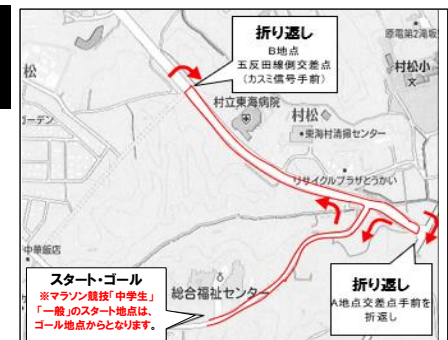 折り返し
B地点
五反田線側交差点
(カスミ信号手前)
原電第2滝坂
村松小
文
松
村立東海病院
村松
東海村清掃センター
ガーデン
リサイクルプラザとうかい
中華飯店
スタート・ゴール
※マラソン競技「中学生」
「一般」のスタート地点は、
ゴール地点からとなります。
総合福祉センター
折り返し
A地点交差点手前を
折返し